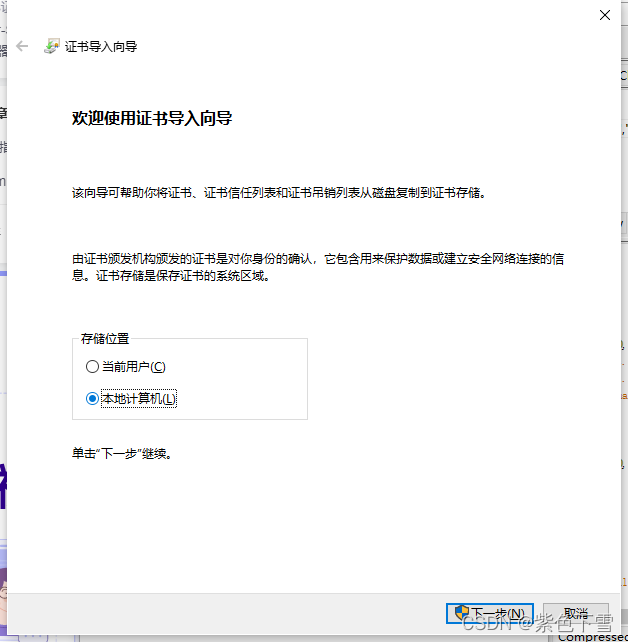 证书导入向导
欢迎使用证书导入向导
该向导可帮助你将证书、证书信任列表和证书吊销列表从磁盘复制到证书存储。
由证书颁发机构颁发的证书是对你身份的确认，它包含用来保护数据或建立安全网络连接的信
息。证书存储是保存证书的系统区域。
存储位置
当前用户(C)
本地计算机(L)
单击“下一步”继续。
下一步(N)
取消
CSDN @紫色下雪
Compressed